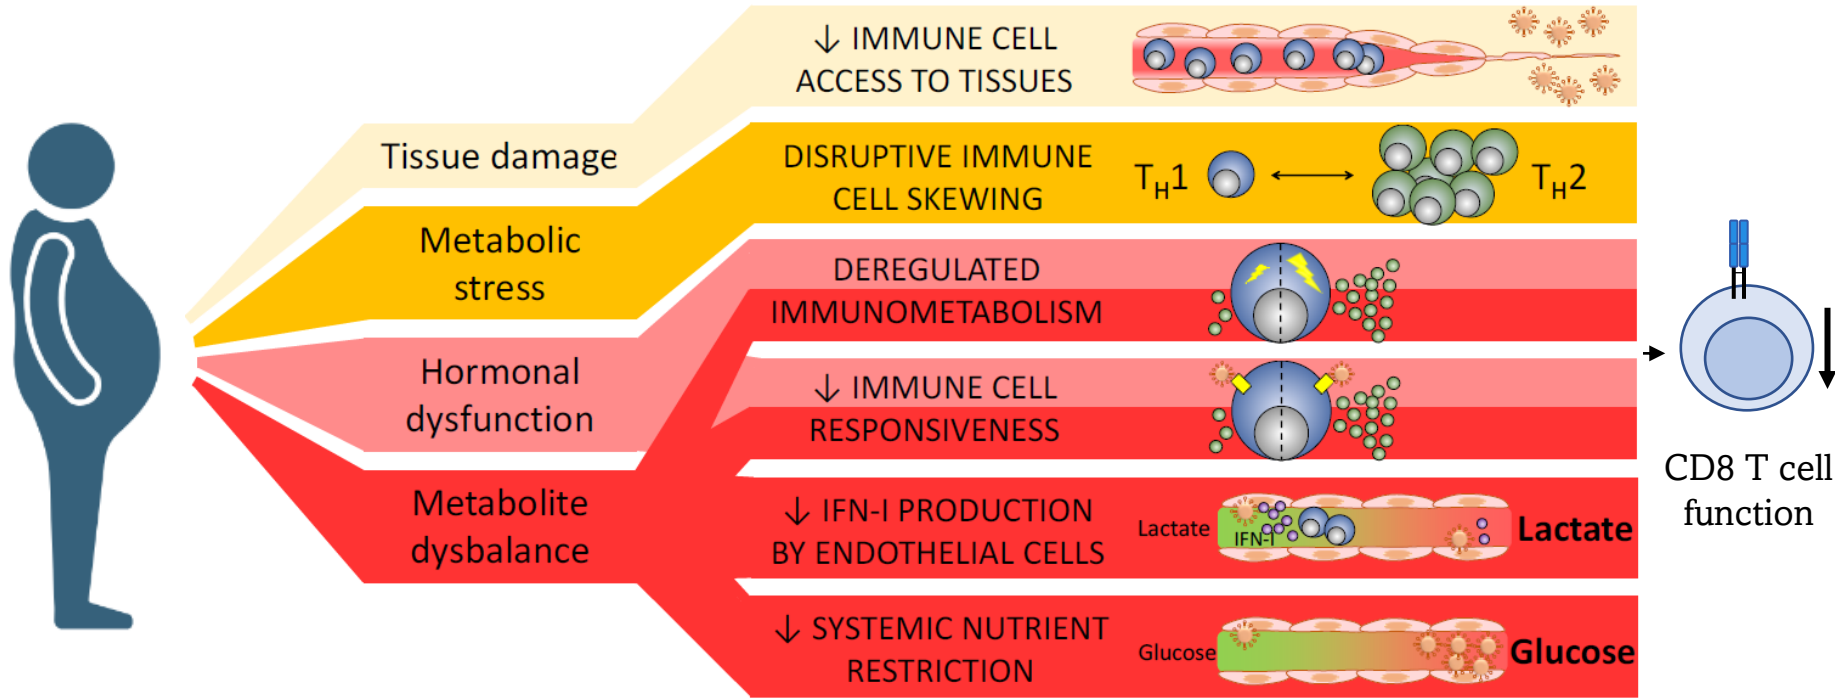 Tissue damage
↓ IMMUNE CELL
ACCESS TO TISSUES
Metabolic
stress
DISRUPTIVE IMMUNE
CELL SKEWING
TH1
TH2
Hormonal
dysfunction
DEREGULATED
IMMUNOMETABOLISM
↓ IMMUNE CELL
RESPONSIVENESS
Metabolite
dysbalance
↓ IFN-I PRODUCTION
BY ENDOTHELIAL CELLS
Lactate
IFN-I
Lactate
↓ SYSTEMIC NUTRIENT
RESTRICTION
Glucose
Glucose
CD8 T cell
function